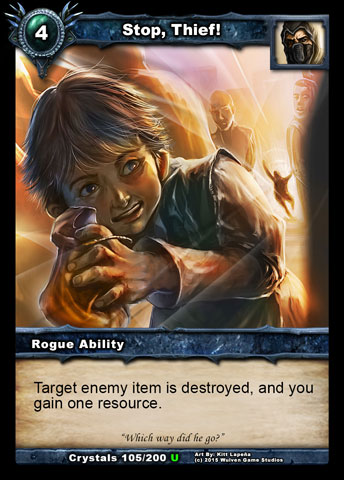 4
Stop, Thief!
Rogue Ability
Target enemy item is destroyed, and you
gain one resource.
“Which way did he go?”
Crystals 105/200 U
Art By: Kitt Lapeña
(c) 2015 Wulven Game Studios